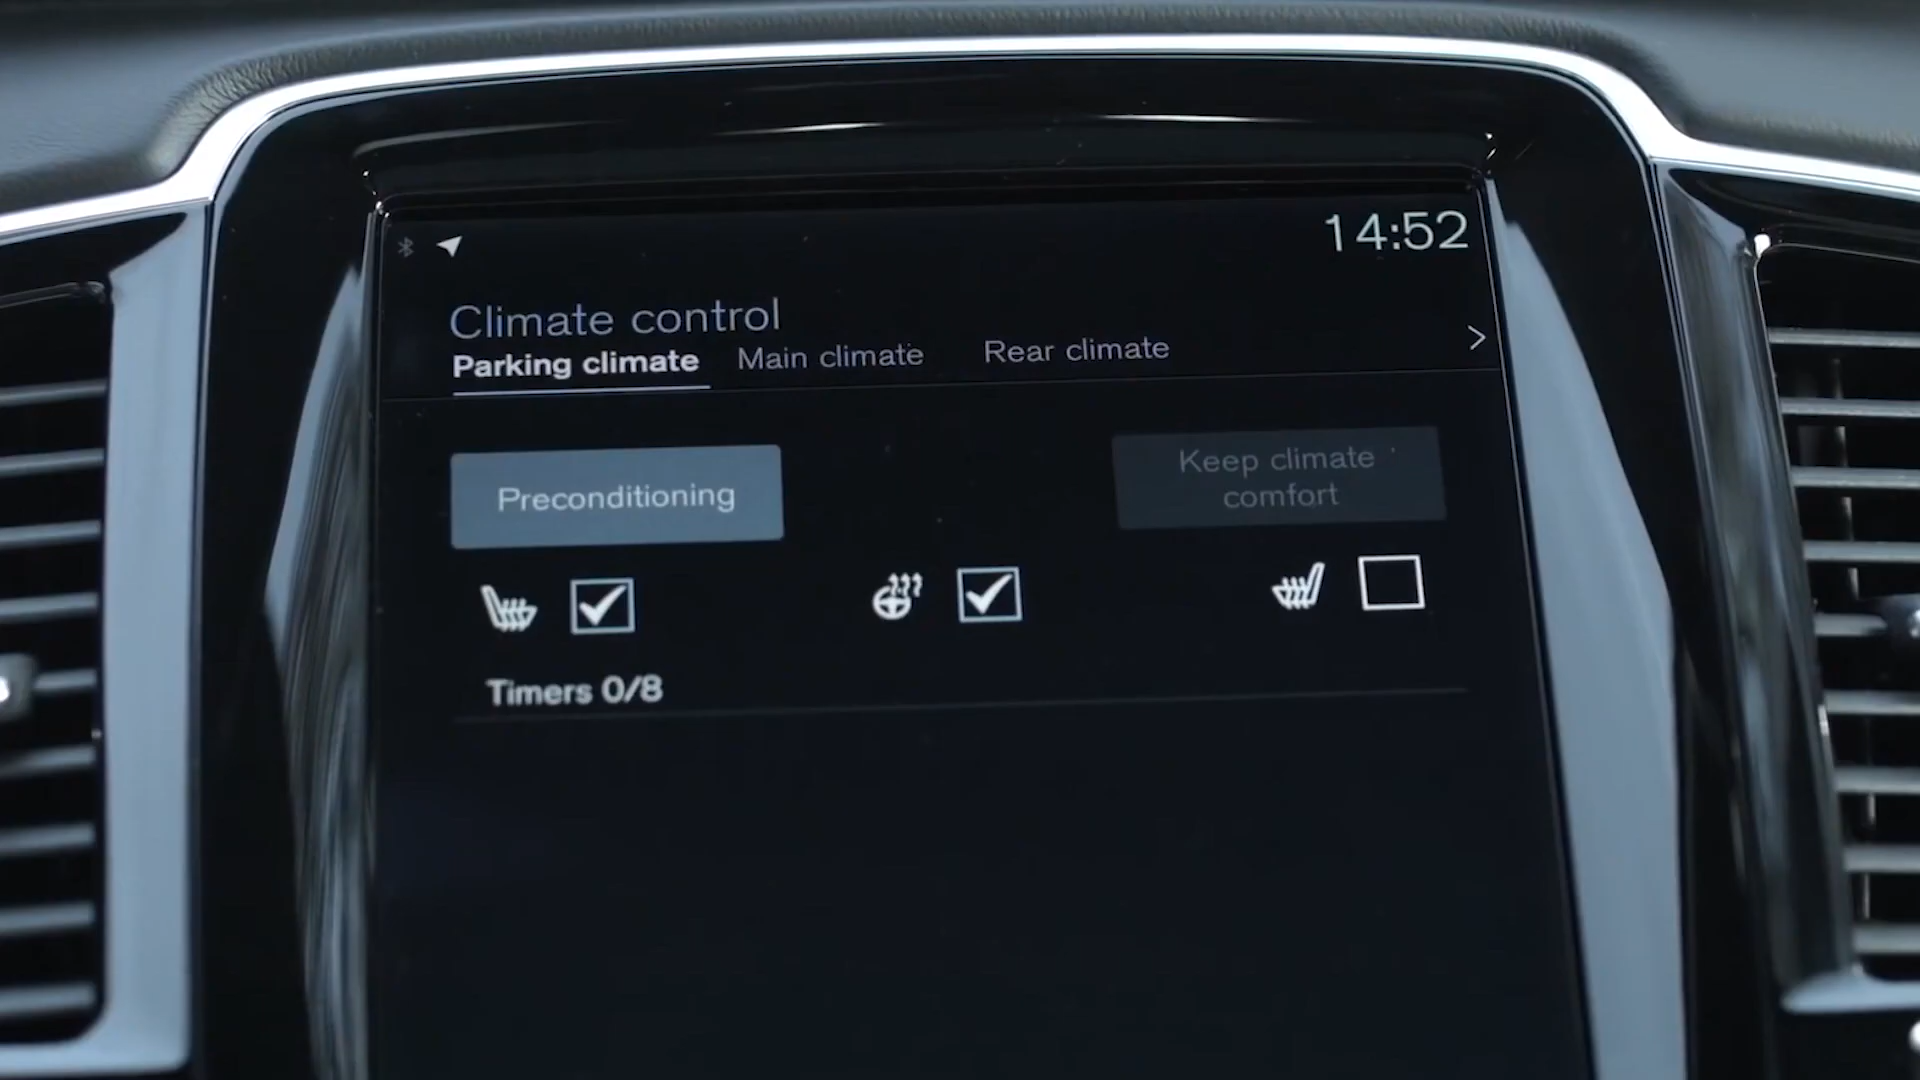 14:52
Climate control
Parking climate Main climate Rear climate >
Preconditioning
Keep climate
comfort
Timers 0/8